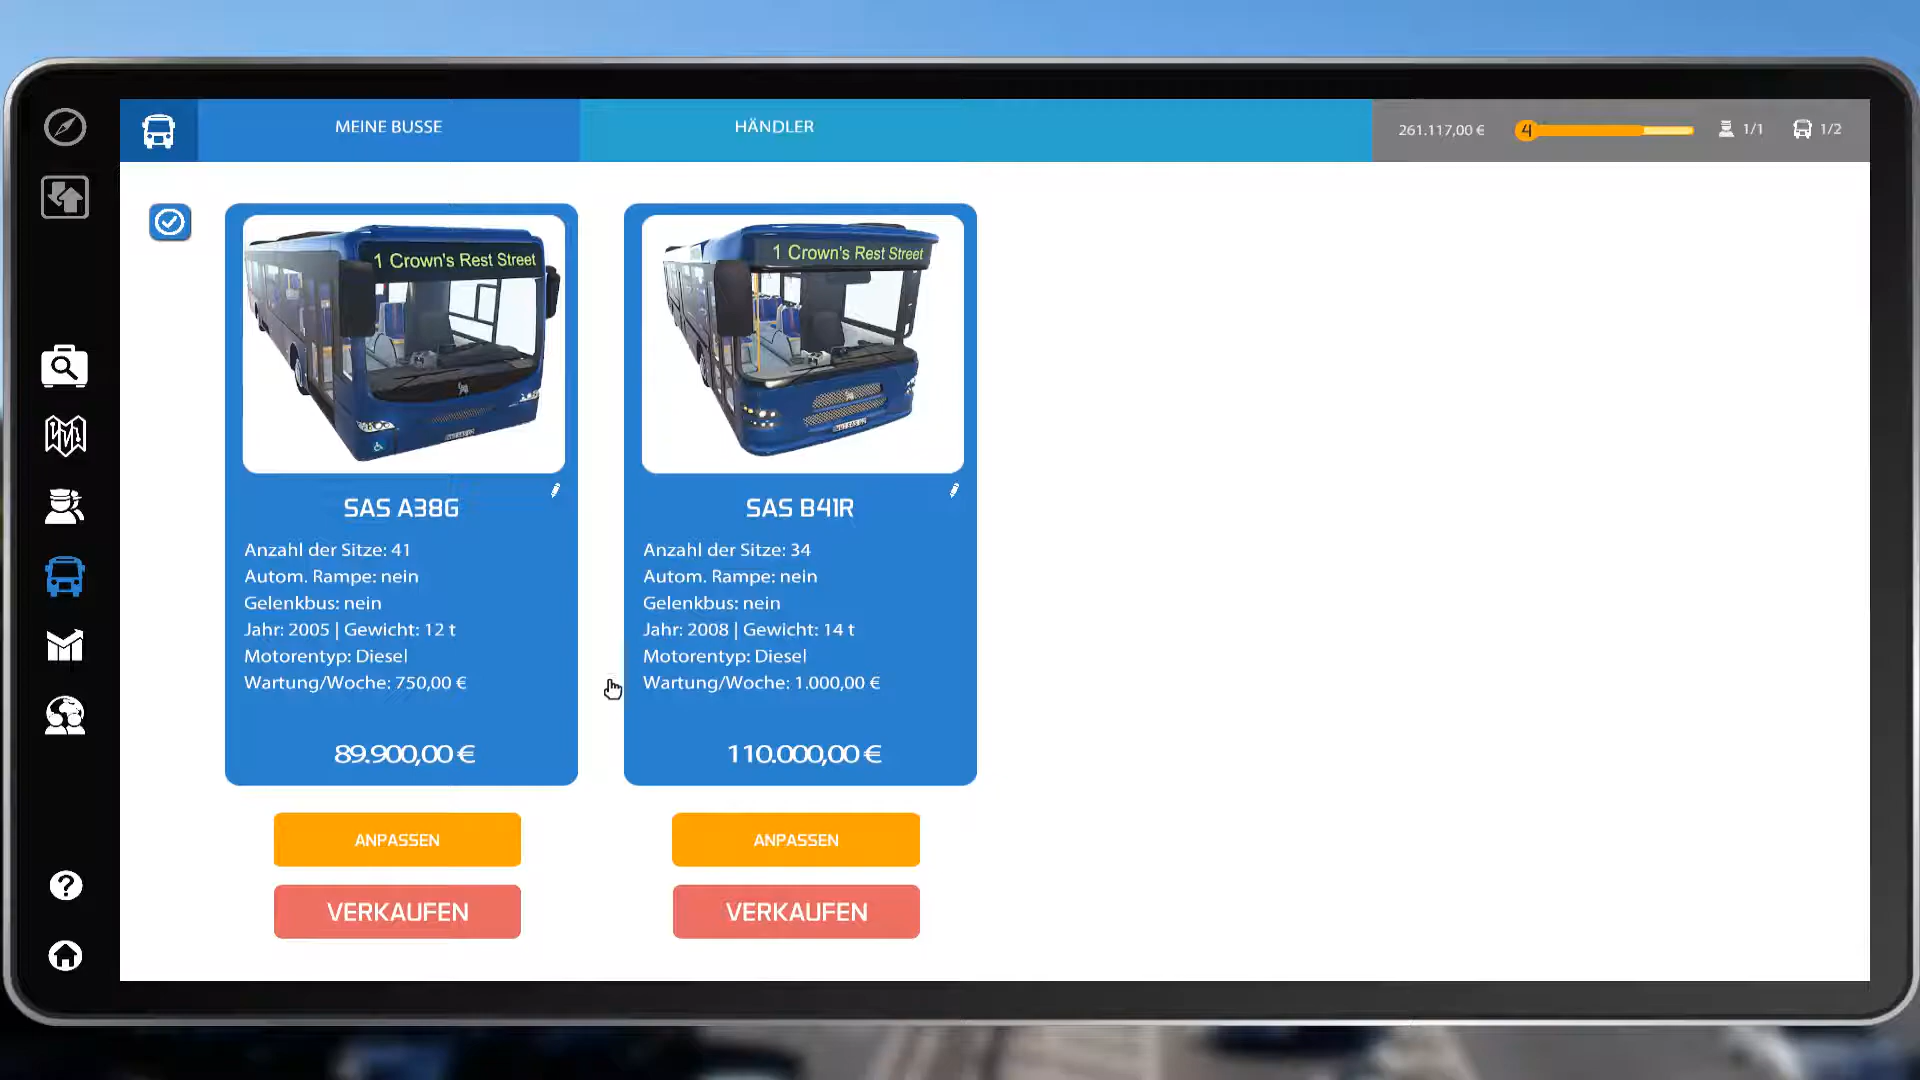 MEINE BUSSE
HÄNDLER
261.117,00 €
4
1/1
1/2
1 Crown's Rest Street
SAS A38G
Anzahl der Sitze: 41
Autom. Rampe: nein
Gelenkbus: nein
Jahr: 2005 | Gewicht: 12 t
Motorentyp: Diesel
Wartung/Woche: 750,00 €
89.900,00 €
ANPASSEN
VERKAUFEN
1 Crown's Rest Street
SAS B41R
Anzahl der Sitze: 34
Autom. Rampe: nein
Gelenkbus: nein
Jahr: 2008 | Gewicht: 14 t
Motorentyp: Diesel
Wartung/Woche: 1.000,00 €
110.000,00 €
ANPASSEN
VERKAUFEN